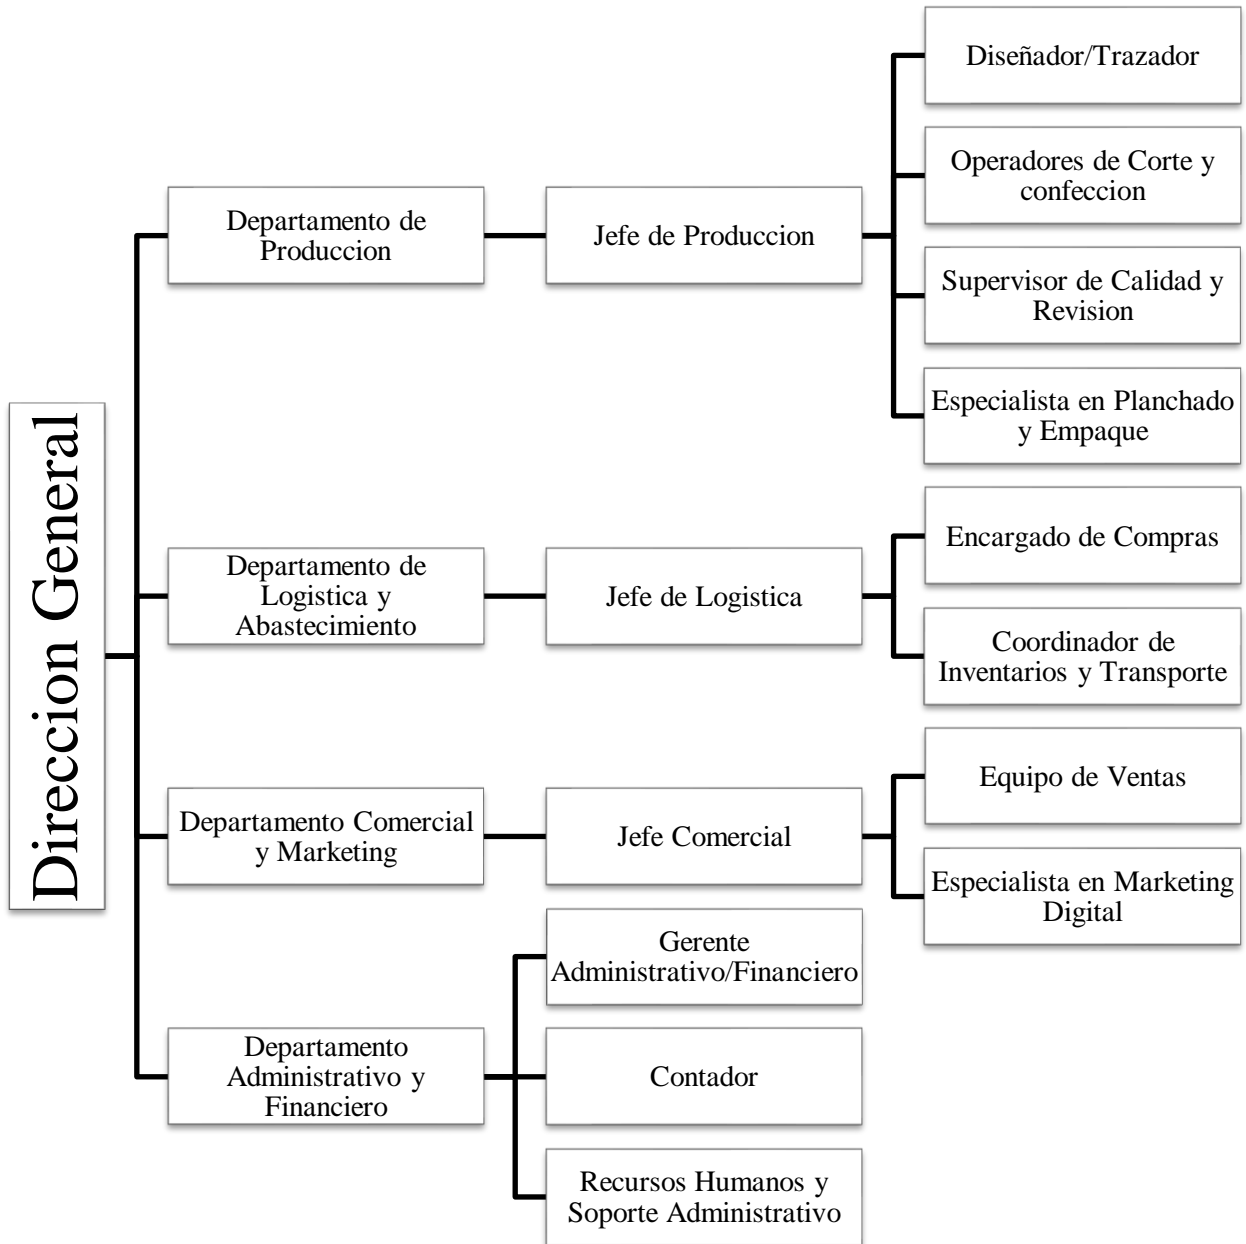 Direccion General
Departamento de
Produccion
Jefe de Produccion
Diseñador/Trazador
Operadores de Corte y
confeccion
Supervisor de Calidad y
Revision
Especialista en Planchado
y Empaque
Departamento de
Logistica y
Abastecimiento
Jefe de Logistica
Encargado de Compras
Coordinador de
Inventarios y Transporte
Departamento Comercial
y Marketing
Jefe Comercial
Equipo de Ventas
Especialista en Marketing
Digital
Departamento
Administrativo y
Financiero
Gerente
Administrativo/Financiero
Contador
Recursos Humanos y
Soporte Administrativo